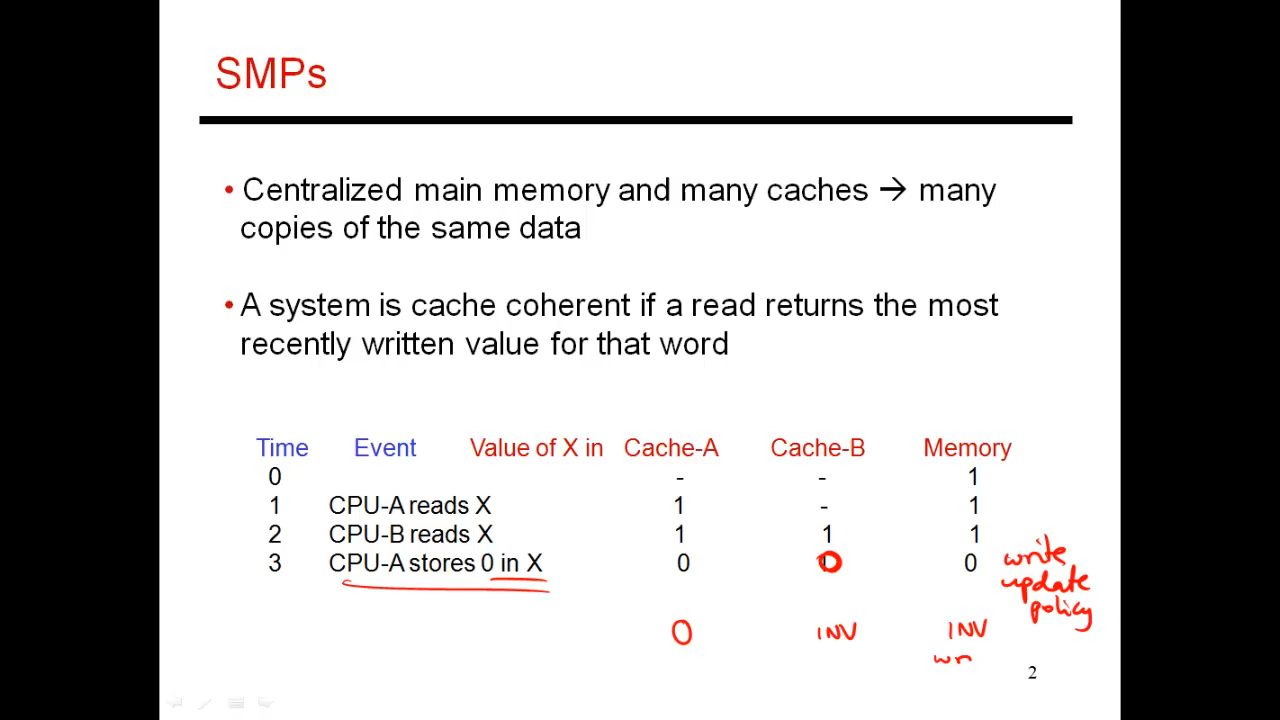 SMPs
• Centralized main memory and many caches → many
copies of the same data
• A system is cache coherent if a read returns the most
recently written value for that word
Time Event Value of X in Cache-A Cache-B Memory
0 - - 1
1 CPU-A reads X 1 - 1
2 CPU-B reads X 1 1 1
3 CPU-A stores 0 in X 0 0 0
write
update
policy
0 INV INV
wr
2